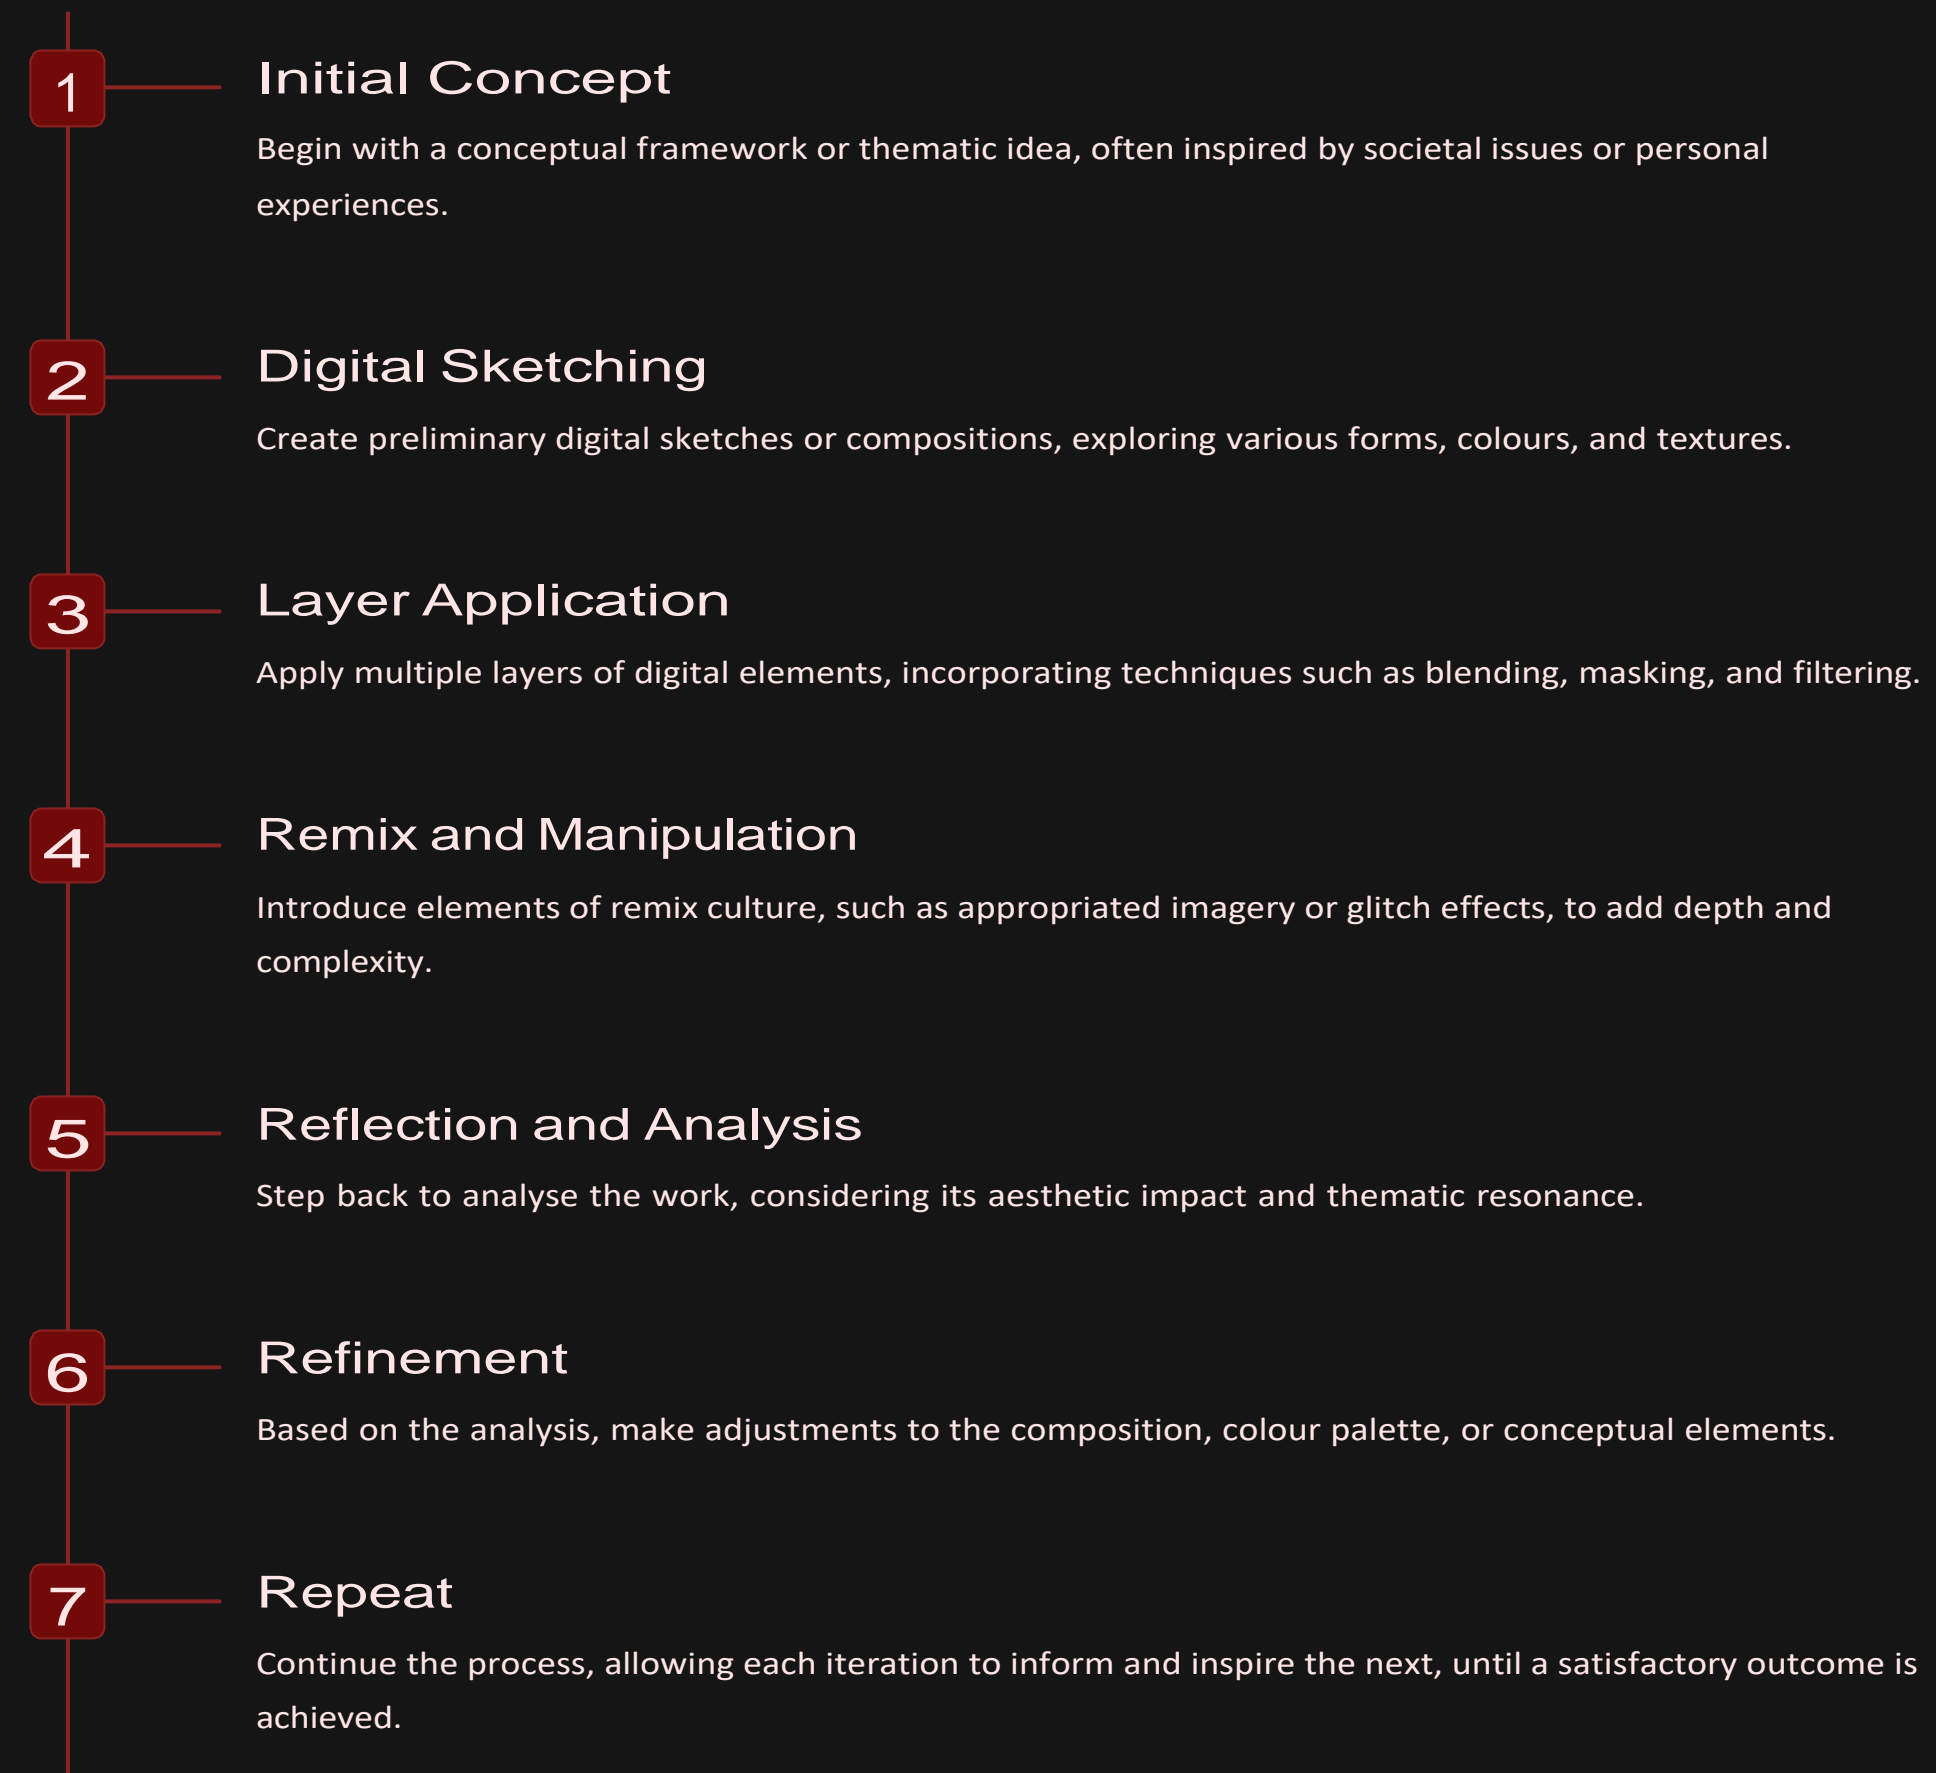 1
Initial Concept
Begin with a conceptual framework or thematic idea, often inspired by societal issues or personal
experiences.
2
Digital Sketching
Create preliminary digital sketches or compositions, exploring various forms, colours, and textures.
3
Layer Application
Apply multiple layers of digital elements, incorporating techniques such as blending, masking, and filtering.
4
Remix and Manipulation
Introduce elements of remix culture, such as appropriated imagery or glitch effects, to add depth and
complexity.
5
Reflection and Analysis
Step back to analyse the work, considering its aesthetic impact and thematic resonance.
6
Refinement
Based on the analysis, make adjustments to the composition, colour palette, or conceptual elements.
7
Repeat
Continue the process, allowing each iteration to inform and inspire the next, until a satisfactory outcome is
achieved.